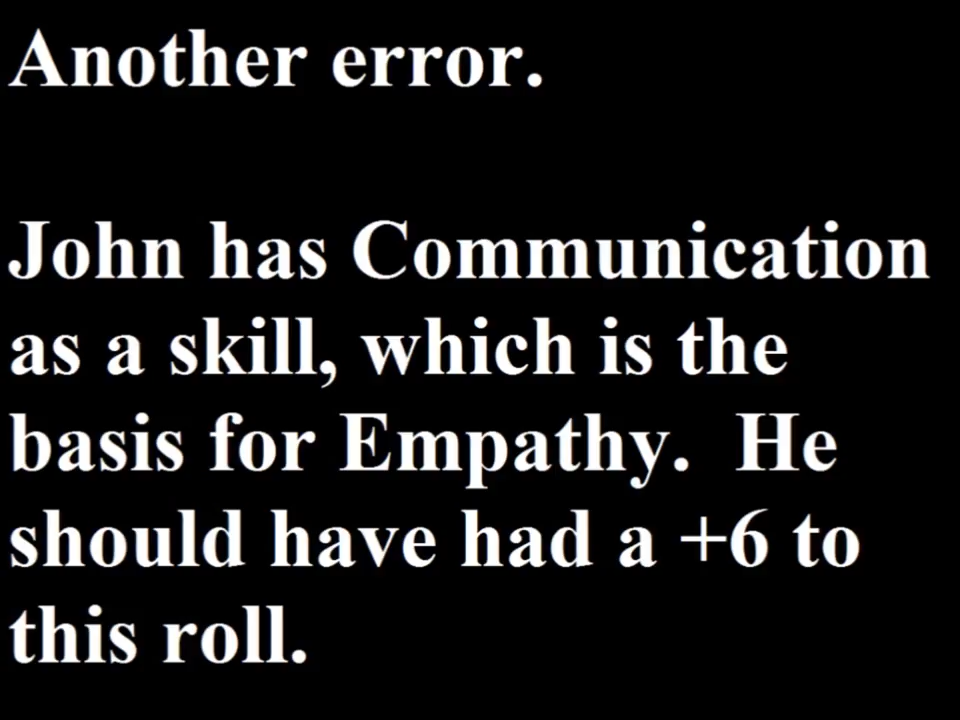 Another error.
John has Communication
as a skill, which is the
basis for Empathy.  He
should have had a +6 to
this roll.